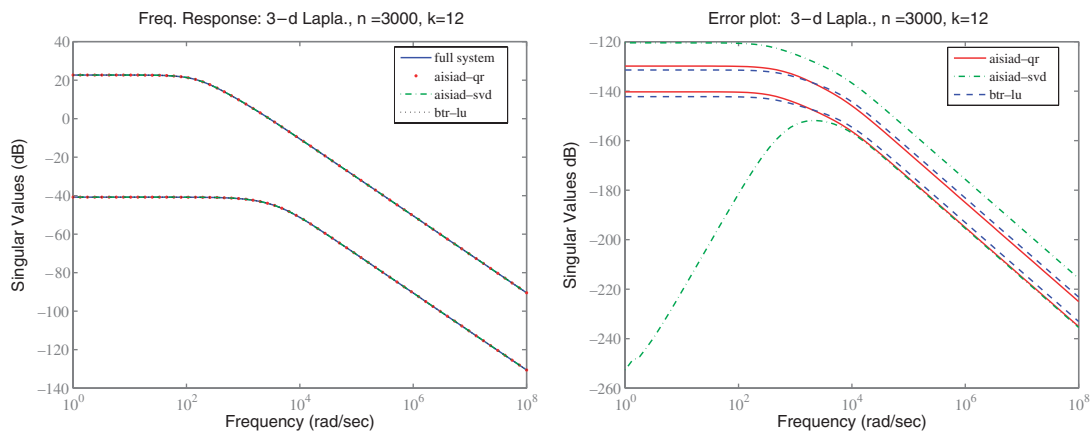 Freq. Response: 3−d Lapla., n =3000, k=12
40
20
0
−20
−40
−60
−80
−100
−120
−140
Singular Values (dB)
full system
aisiad−qr
aisiad−svd
btr−lu
10^0
10^2
10^4
10^6
10^8
Frequency (rad/sec)
Error plot: 3−d Lapla., n =3000, k=12
−120
−140
−160
−180
−200
−220
−240
−260
Singular Values dB)
aisiad−qr
aisiad−svd
btr−lu
10^0
10^2
10^4
10^6
10^8
Frequency (rad/sec)